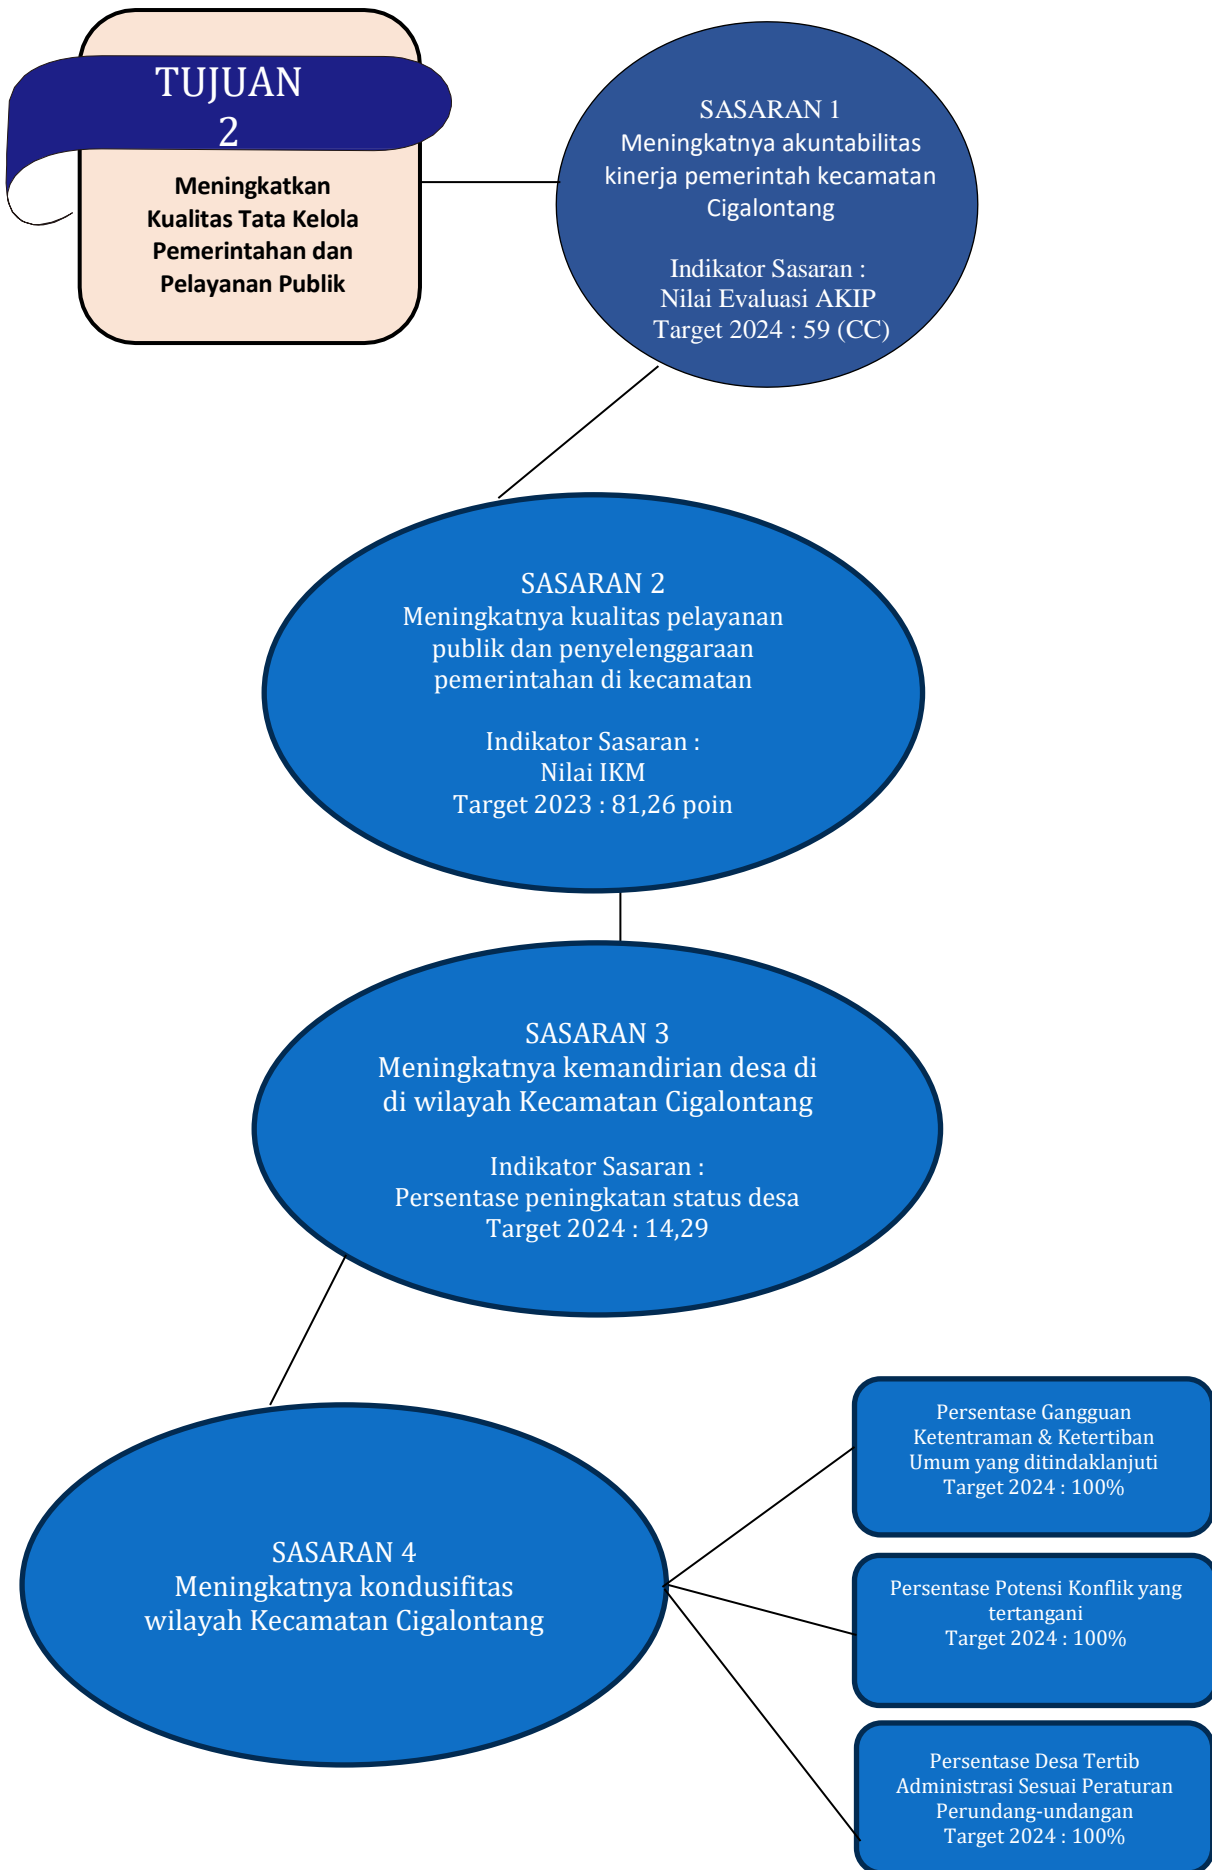 TUJUAN
2
Meningkatkan
Kualitas Tata Kelola
Pemerintahan dan
Pelayanan Publik
SASARAN 1
Meningkatnya akuntabilitas
kinerja pemerintah kecamatan
Cigalontang
Indikator Sasaran :
Nilai Evaluasi AKIP
Target 2024 : 59 (CC)
SASARAN 2
Meningkatnya kualitas pelayanan
publik dan penyelenggaraan
pemerintahan di kecamatan
Indikator Sasaran :
Nilai IKM
Target 2023 : 81,26 poin
SASARAN 3
Meningkatnya kemandirian desa di
di wilayah Kecamatan Cigalontang
Indikator Sasaran :
Persentase peningkatan status desa
Target 2024 : 14,29
SASARAN 4
Meningkatnya kondusifitas
wilayah Kecamatan Cigalontang
Persentase Gangguan
Ketentraman & Ketertiban
Umum yang ditindaklanjuti
Target 2024 : 100%
Persentase Potensi Konflik yang
tertangani
Target 2024 : 100%
Persentase Desa Tertib
Administrasi Sesuai Peraturan
Perundang-undangan
Target 2024 : 100%